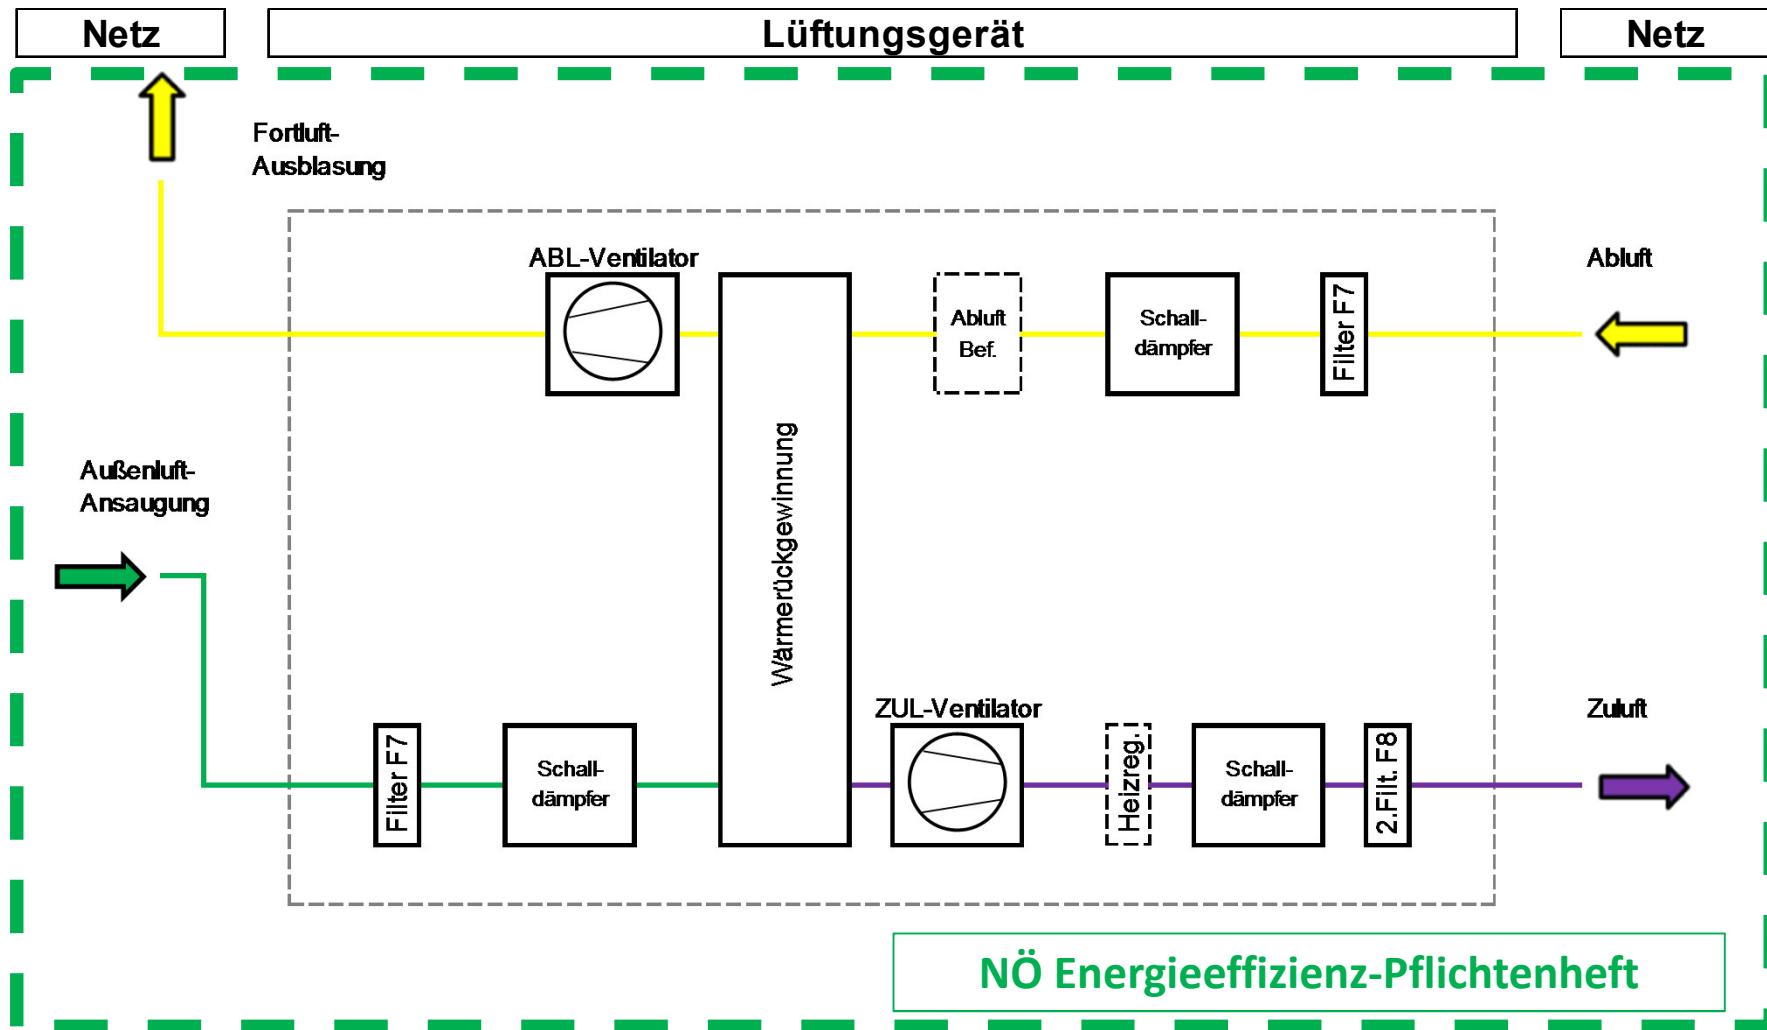 Netz
Lüftungsgerät
Netz
Fortluft-
Ausblasung
ABL-Ventilator
Abluft
Abluft
Bef.
Schall-
dämpfer
Filter F7
Wärmerückgewinnung
Außenluft-
Ansaugung
ZUL-Ventilator
Zuluft
Filter F7
Schall-
dämpfer
Heizreg.
Schall-
dämpfer
2.Filt. F8
NÖ Energieeffizienz-Pflichtenheft